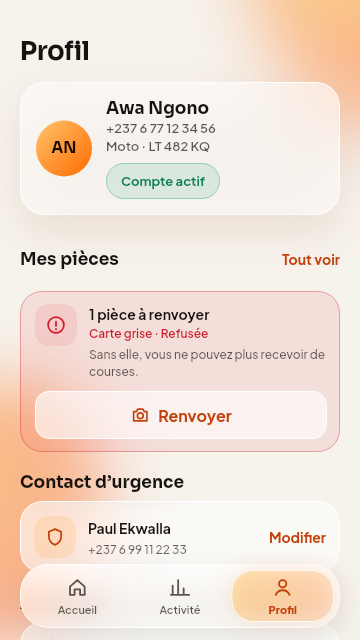 Profil
AN
Awa Ngono
+237 6 77 12 34 56
Moto · LT 482 KQ
Compte actif
Mes pièces
Tout voir
1 pièce à renvoyer
Carte grise · Refusée
Sans elle, vous ne pouvez plus recevoir de
courses.
Renvoyer
Contact d’urgence
Paul Ekwalla
+237 6 99 11 22 33
Modifier
Accueil
Activité
Profil